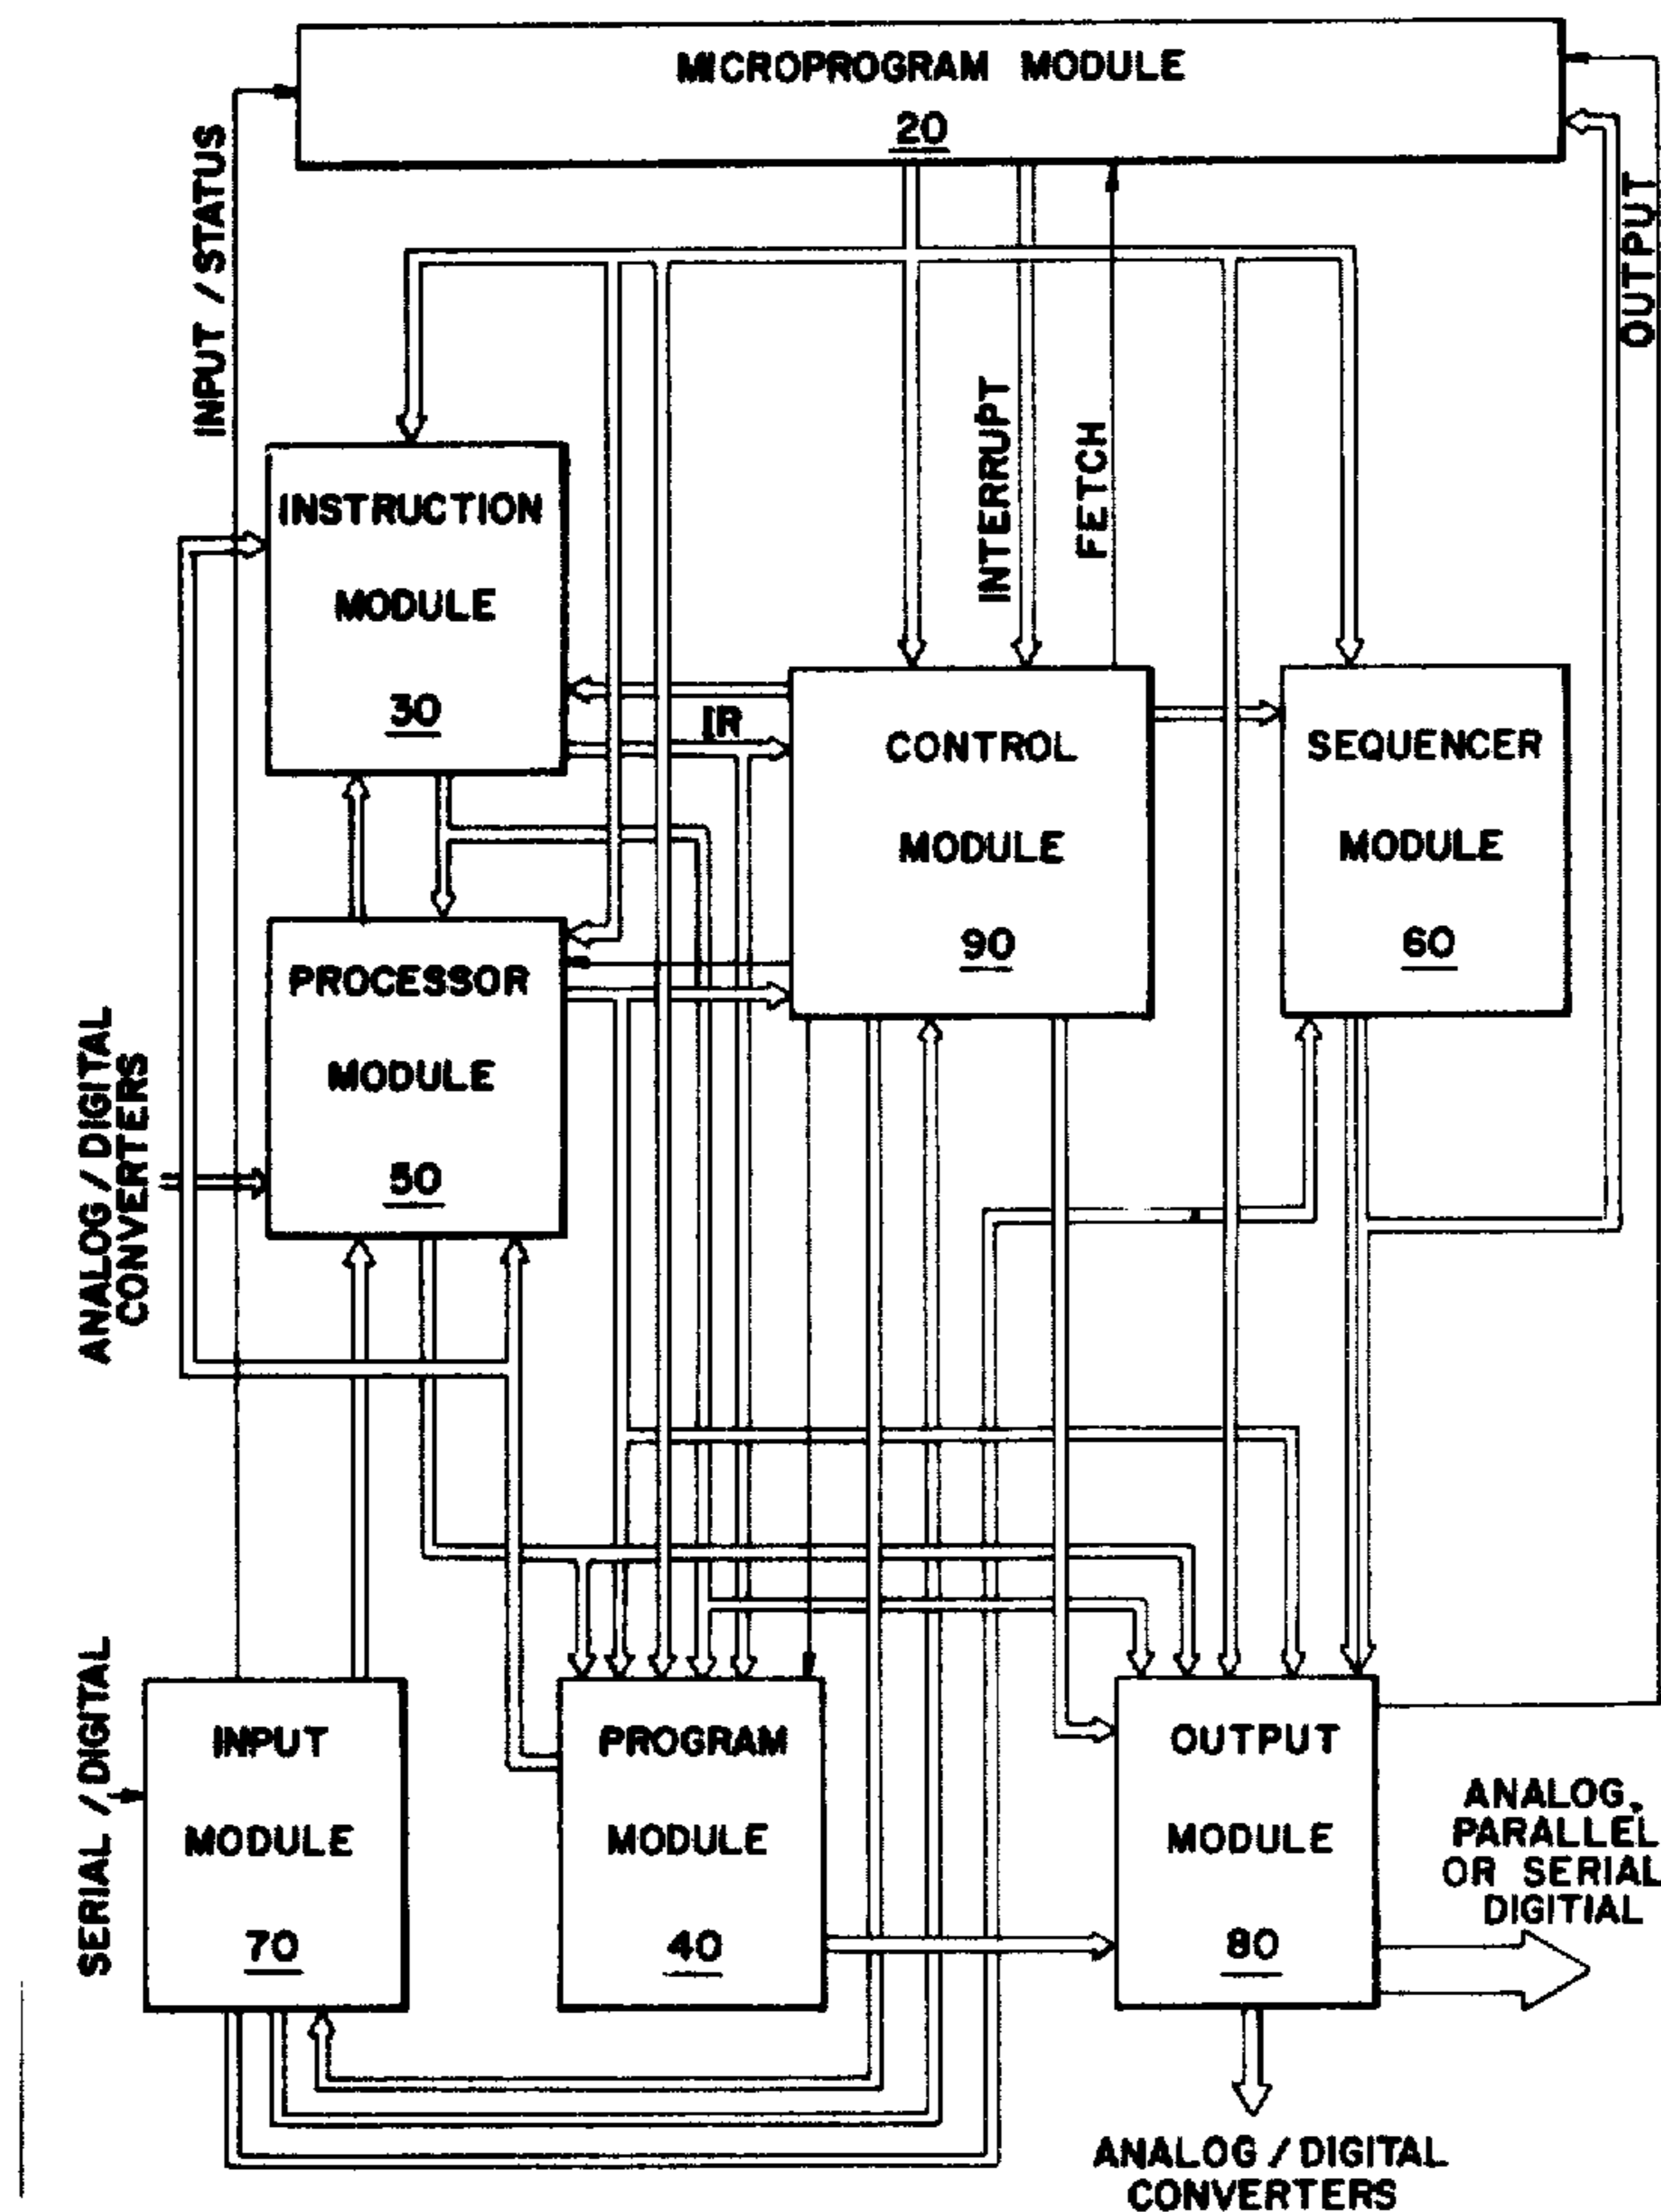 MICROPROGRAM MODULE
20
INPUT / STATUS
OUTPUT
INTERRUPT
FETCH
INSTRUCTION
MODULE
30
IR
CONTROL
MODULE
90
SEQUENCER
MODULE
60
PROCESSOR
MODULE
50
ANALOG / DIGITAL
CONVERTERS
SERIAL / DIGITAL
INPUT
MODULE
70
PROGRAM
MODULE
40
OUTPUT
MODULE
80
ANALOG,
PARALLEL
OR SERIAL
DIGITIAL
ANALOG / DIGITAL
CONVERTERS